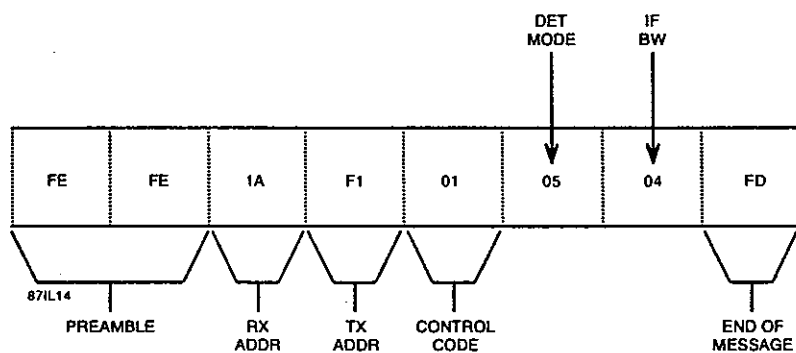 DET
MODE
IF
BW
FE FE 1A F1 01 05 04 FD
87IL14
PREAMBLE
RX
ADDR
TX
ADDR
CONTROL
CODE
END OF
MESSAGE